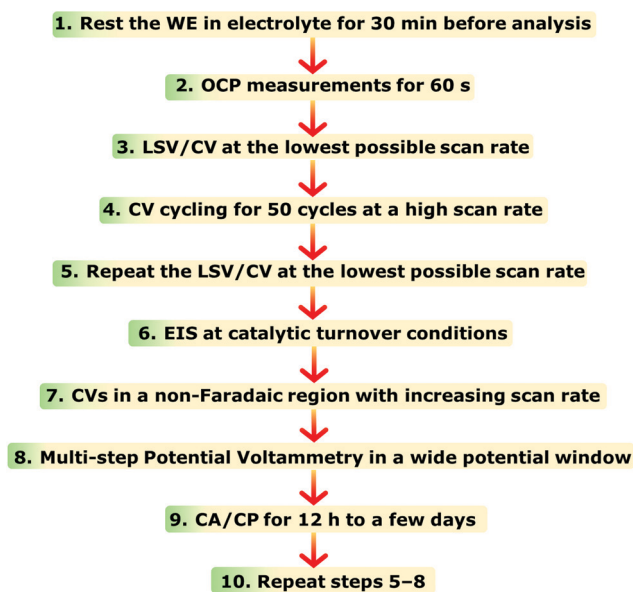 1. Rest the WE in electrolyte for 30 min before analysis
2. OCP measurements for 60 s
3. LSV/CV at the lowest possible scan rate
4. CV cycling for 50 cycles at a high scan rate
5. Repeat the LSV/CV at the lowest possible scan rate
6. EIS at catalytic turnover conditions
7. CVs in a non-Faradaic region with increasing scan rate
8. Multi-step Potential Voltammetry in a wide potential window
9. CA/CP for 12 h to a few days
10. Repeat steps 5–8